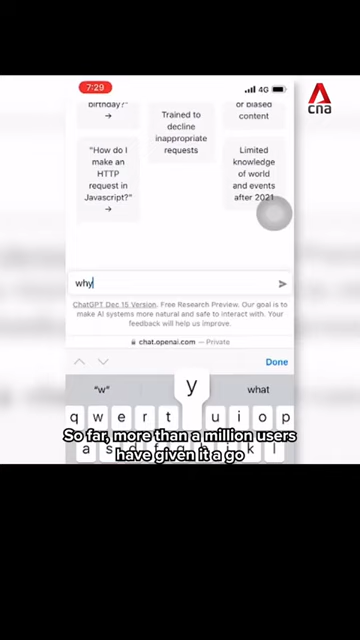 7:29
4G
cna
birthday?"
→
Trained to
decline
inappropriate
requests
or biased
content
"How do I
make an
HTTP
request in
Javascript?"
→
Limited
knowledge
of world
and events
after 2021
why
ChatGPT Dec 15 Version. Free Research Preview. Our goal is to
make AI systems more natural and safe to interact with. Your
feedback will help us improve.
chat.openai.com — Private
Done
"w"
y
what
q w e r t u i o p
So far, more than a million users
have given it a go
a s k l